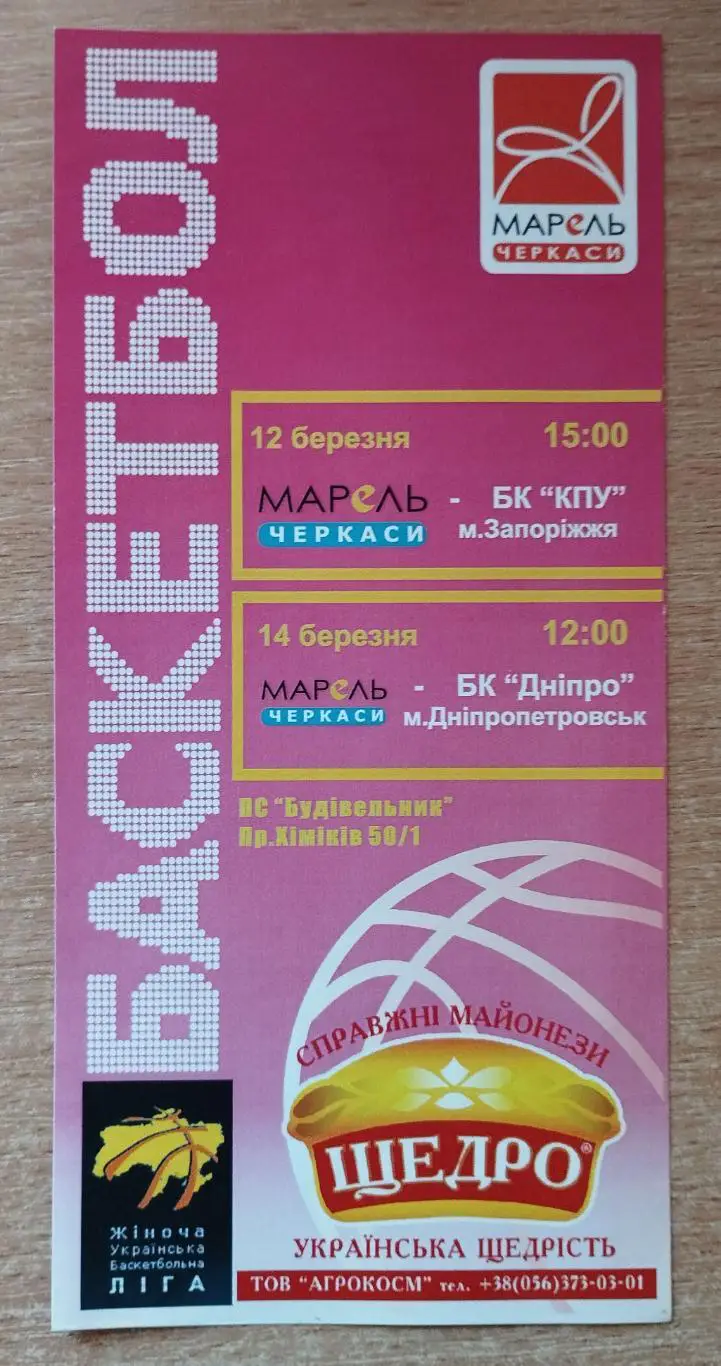 БАСКЕТБОЛ
МАРЕЛЬ
ЧЕРКАСИ
12 березня 15:00
МАРЕЛЬ - БК "КПУ"
ЧЕРКАСИ м.Запоріжжя
14 березня 12:00
МАРЕЛЬ - БК "Дніпро"
ЧЕРКАСИ м.Дніпропетровськ
ПС "Будівельник"
Пр.Хіміків 50/1
СПРАВЖНІ МАЙОНЕЗИ
ЩЕДРО®
УКРАЇНСЬКА ЩЕДРІСТЬ
ТОВ "АГРОКОСМ" тел. +38(056)373-03-01
Жіноча
Українська
Баскетбольна
ЛІГА